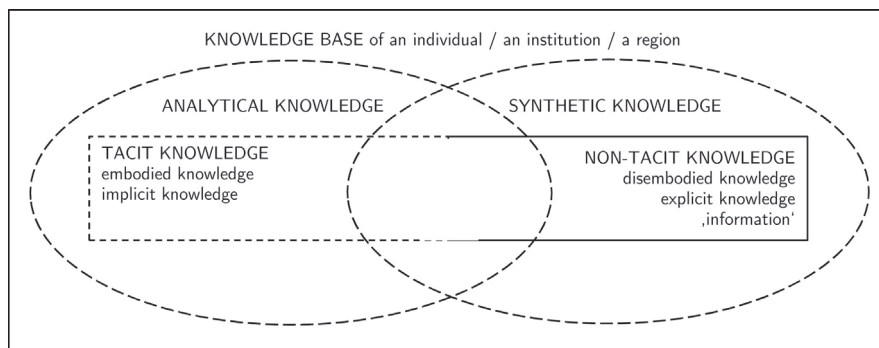 KNOWLEDGE BASE of an individual / an institution / a region
ANALYTICAL KNOWLEDGE
SYNTHETIC KNOWLEDGE
TACIT KNOWLEDGE
embodied knowledge
implicit knowledge
NON-TACIT KNOWLEDGE
disembodied knowledge
explicit knowledge
‚information‘